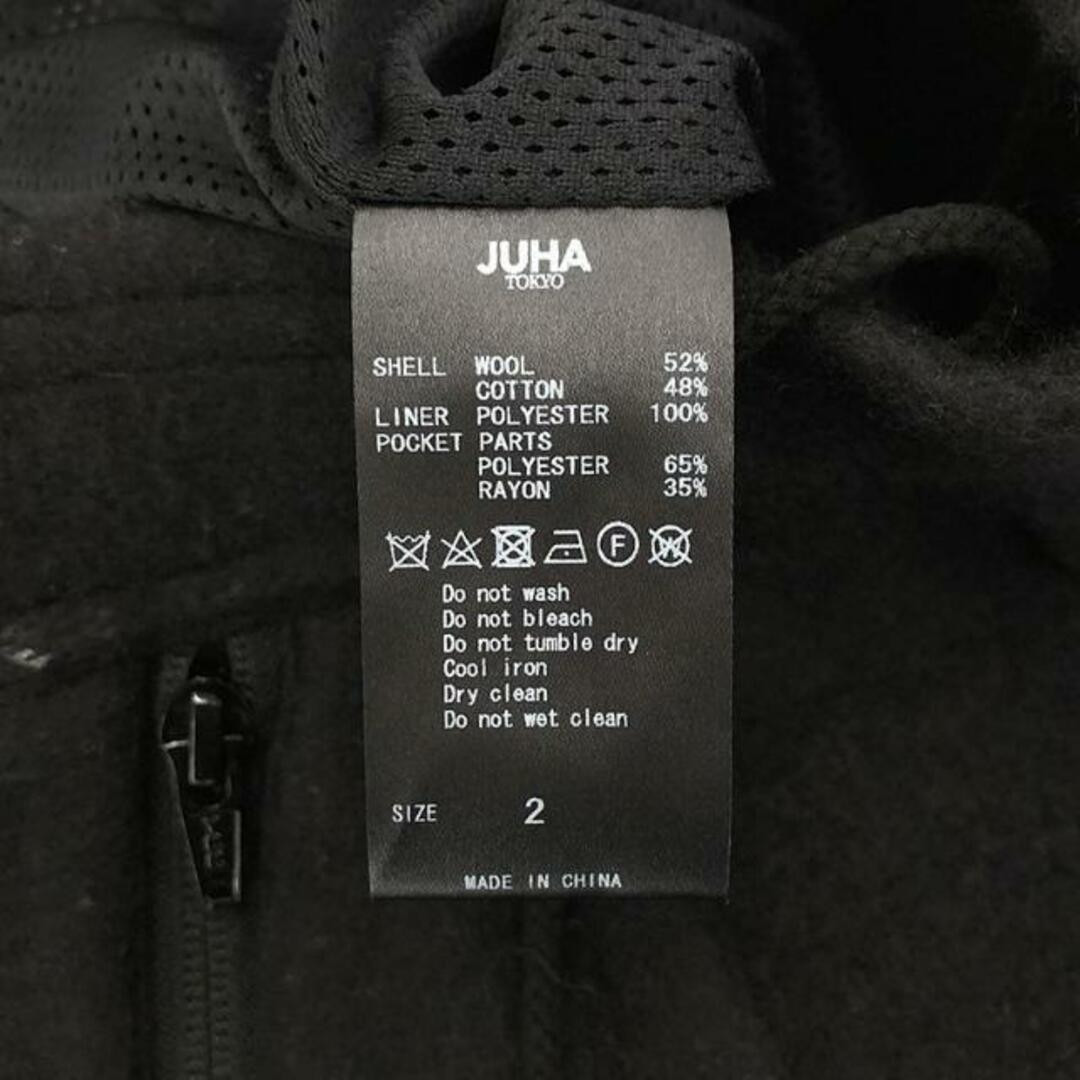 JUHA
TOKYO
SHELL WOOL 52%
COTTON 48%
LINER POLYESTER 100%
POCKET PARTS
POLYESTER 65%
RAYON 35%
F W
Do not wash
Do not bleach
Do not tumble dry
Cool iron
Dry clean
Do not wet clean
SIZE 2
MADE IN CHINA